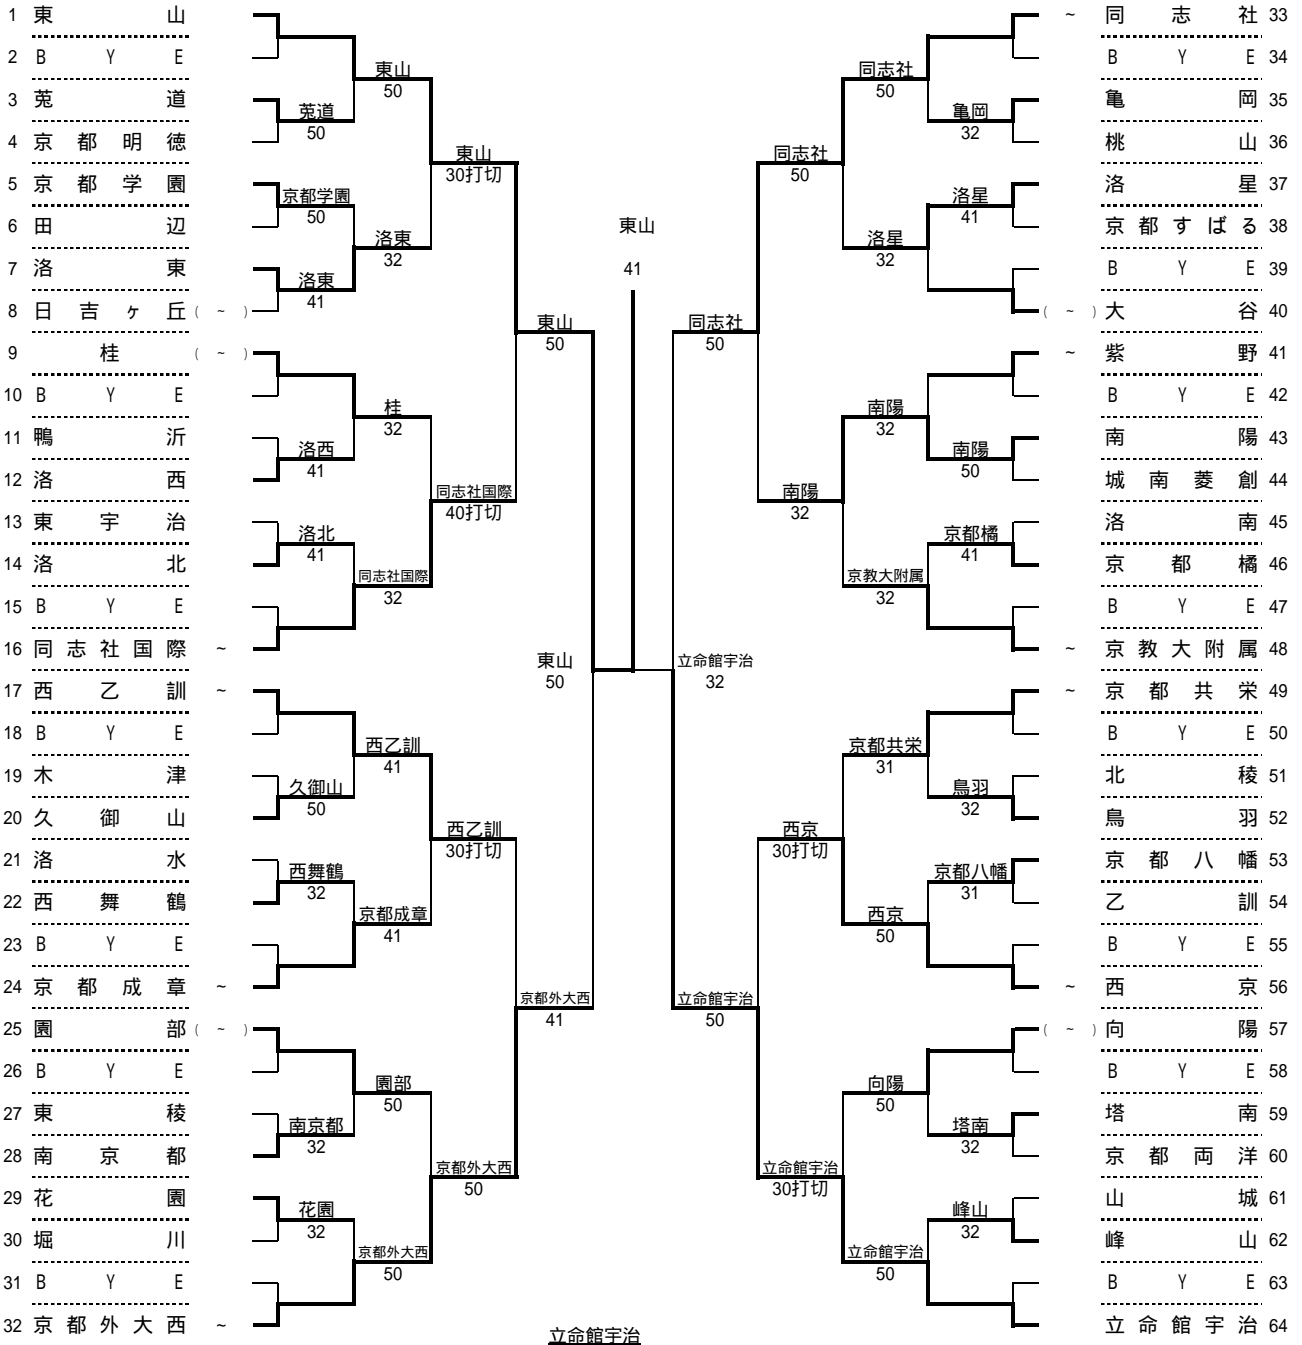 1 東山
2 BYE
3 莵道
4 京都明徳
5 京都学園
6 田辺
7 洛東
8 日吉ヶ丘 ( ~ )
9 桂 ( ~ )
10 BYE
11 鴨沂
12 洛西
13 東宇治
14 洛北
15 BYE
16 同志社国際 ~
17 西乙訓 ~
18 BYE
19 木津
20 久御山
21 洛水
22 西舞鶴
23 BYE
24 京都成章 ~
25 園部 ( ~ )
26 BYE
27 東稜
28 南京都
29 花園
30 堀川
31 BYE
32 京都外大西 ~
莵道
50
京都学園
50
洛東
41
洛西
41
洛北
41
久御山
50
西舞鶴
32
南京都
32
花園
32
東山
50
洛東
32
桂
32
同志社国際
32
西乙訓
41
京都成章
41
園部
50
京都外大西
50
東山
30打切
同志社国際
40打切
西乙訓
30打切
京都外大西
50
東山
50
京都外大西
41
東山
50
東山
41
立命館宇治
32
同志社
50
立命館宇治
50
同志社
50
南陽
32
西京
30打切
立命館宇治
30打切
同志社
50
洛星
32
南陽
32
京教大附属
32
京都共栄
31
西京
50
向陽
50
立命館宇治
50
亀岡
32
洛星
41
南陽
50
京都橘
41
鳥羽
32
京都八幡
31
塔南
32
峰山
32
~ 同志社 33
BYE 34
亀岡 35
桃山 36
洛星 37
京都すばる 38
BYE 39
( ~ ) 大谷 40
~ 紫野 41
BYE 42
南陽 43
城南菱創 44
洛南 45
京都橘 46
BYE 47
~ 京教大附属 48
~ 京都共栄 49
BYE 50
北稜 51
鳥羽 52
京都八幡 53
乙訓 54
BYE 55
~ 西京 56
( ~ ) 向陽 57
BYE 58
塔南 59
京都両洋 60
山城 61
峰山 62
BYE 63
立命館宇治 64
立命館宇治